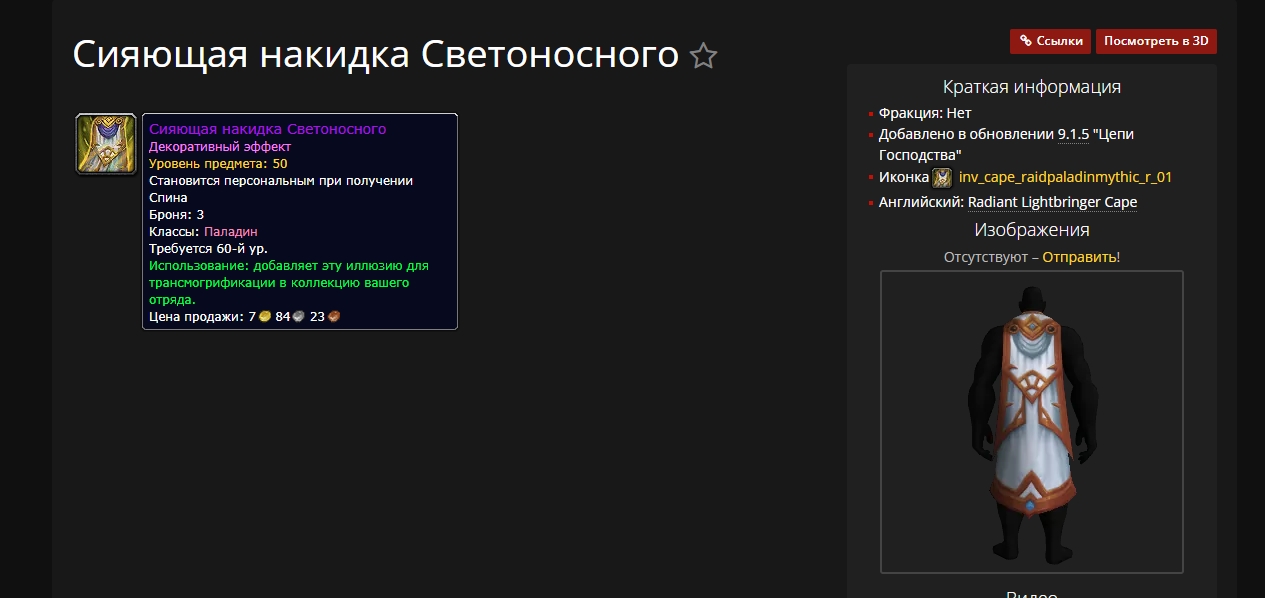 Сияющая накидка Светоносного
Ссылки
Посмотреть в 3D
Сияющая накидка Светоносного
Декоративный эффект
Уровень предмета: 50
Становится персональным при получении
Спина
Броня: 3
Классы: Паладин
Требуется 60-й ур.
Использование: добавляет эту иллюзию для
трансмогрификации в коллекцию вашего
отряда.
Цена продажи: 7 84 23
Краткая информация
Фракция: Нет
Добавлено в обновлении 9.1.5 "Цепи
Господства"
Иконка inv_cape_raidpaladinmythic_r_01
Английский: Radiant Lightbringer Cape
Изображения
Отсутствуют – Отправить!
Видео